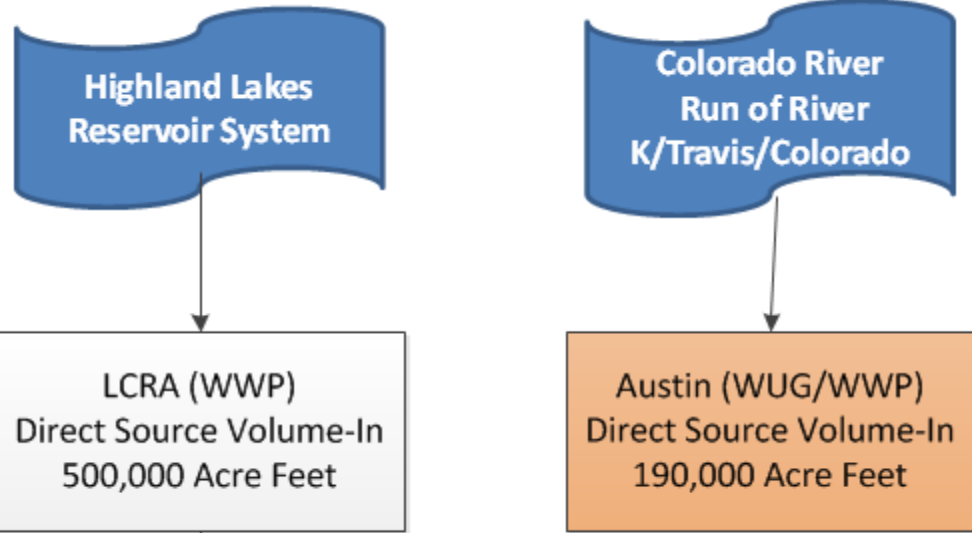 Highland Lakes
Reservoir System
Colorado River
Run of River
K/Travis/Colorado
LCRA (WWP)
Direct Source Volume-In
500,000 Acre Feet
Austin (WUG/WWP)
Direct Source Volume-In
190,000 Acre Feet